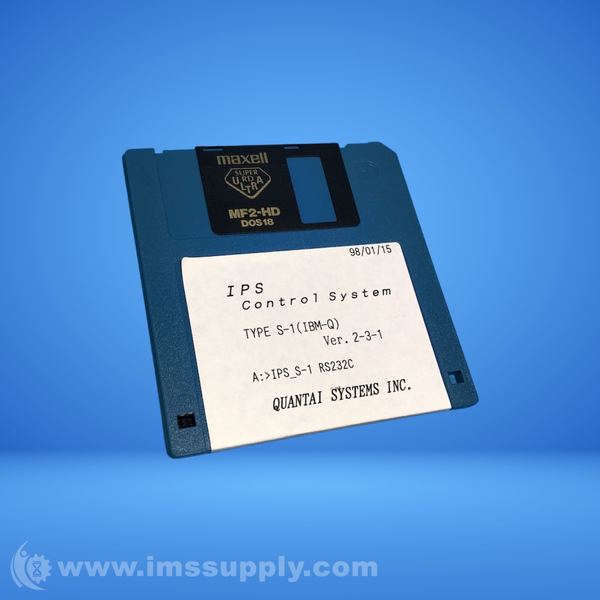 maxell
SUPER
RD
ULTRA
MF2-HD
DOS18
98/01/15
IPS
Control System
TYPE S-1(IBM-Q)
Ver. 2-3-1
A:>IPS_S-1 RS232C
QUANTAI SYSTEMS INC.
www.imssupply.com